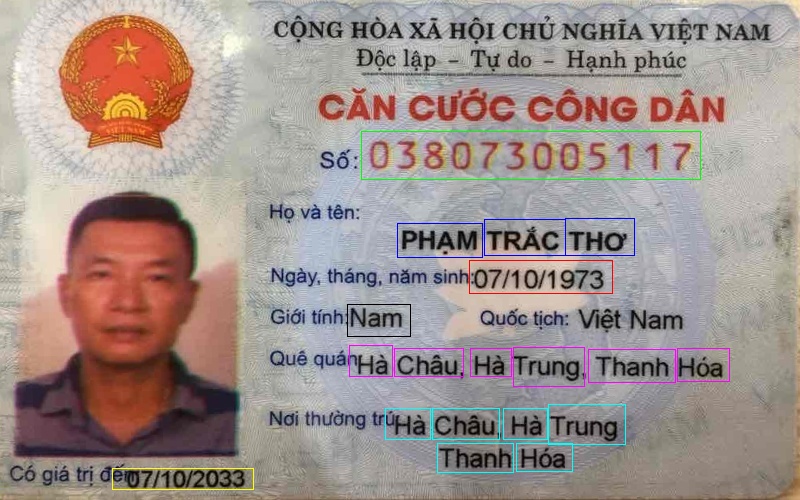 CỘNG HÒA XÃ HỘI CHỦ NGHĨA VIỆT NAM
Độc lập - Tự do - Hạnh phúc
CĂN CƯỚC CÔNG DÂN
Số: 038073005117
Họ và tên:
PHẠM TRẮC THƠ
Ngày, tháng, năm sinh: 07/10/1973
Giới tính: Nam Quốc tịch: Việt Nam
Quê quán: Hà Châu, Hà Trung, Thanh Hóa
Nơi thường trú: Hà Châu, Hà Trung
Thanh Hóa
Có giá trị đến: 07/10/2033